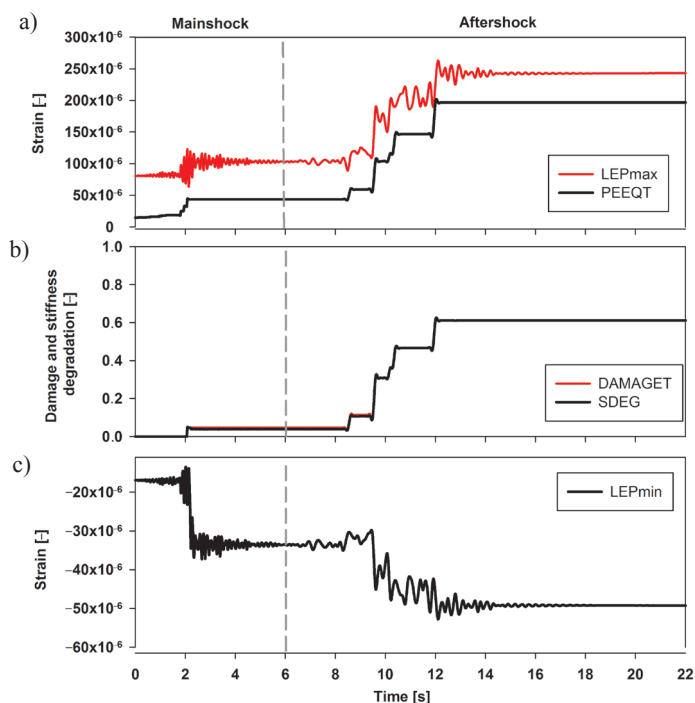 a)
Mainshock
Aftershock
300x10⁻⁶
250x10⁻⁶
200x10⁻⁶
150x10⁻⁶
100x10⁻⁶
50x10⁻⁶
0
Strain [-]
LEPmax
PEEQT
b)
1.0
0.8
0.6
0.4
0.2
0.0
Damage and stiffness
degradation [-]
DAMAGET
SDEG
c)
−20x10⁻⁶
−30x10⁻⁶
−40x10⁻⁶
−50x10⁻⁶
−60x10⁻⁶
Strain [-]
LEPmin
0 2 4 6 8 10 12 14 16 18 20 22
Time [s]